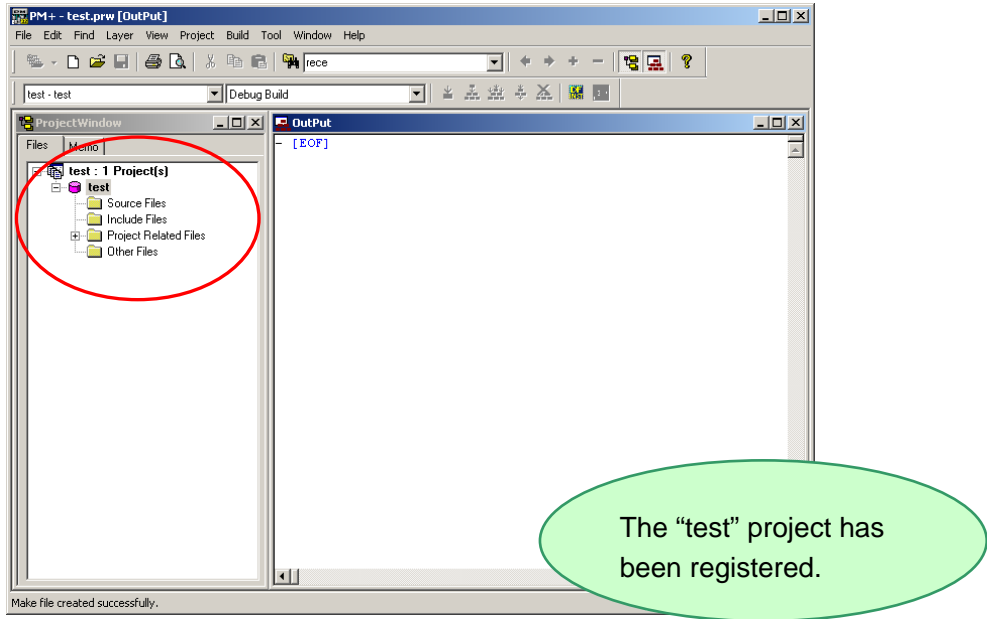 PM+ - test.prw [OutPut]
File Edit Find Layer View Project Build Tool Window Help
rece
test - test
Debug Build
ProjectWindow
Files Memo
test : 1 Project(s)
test
Source Files
Include Files
Project Related Files
Other Files
OutPut
[EOF]
The “test” project has
been registered.
Make file created successfully.